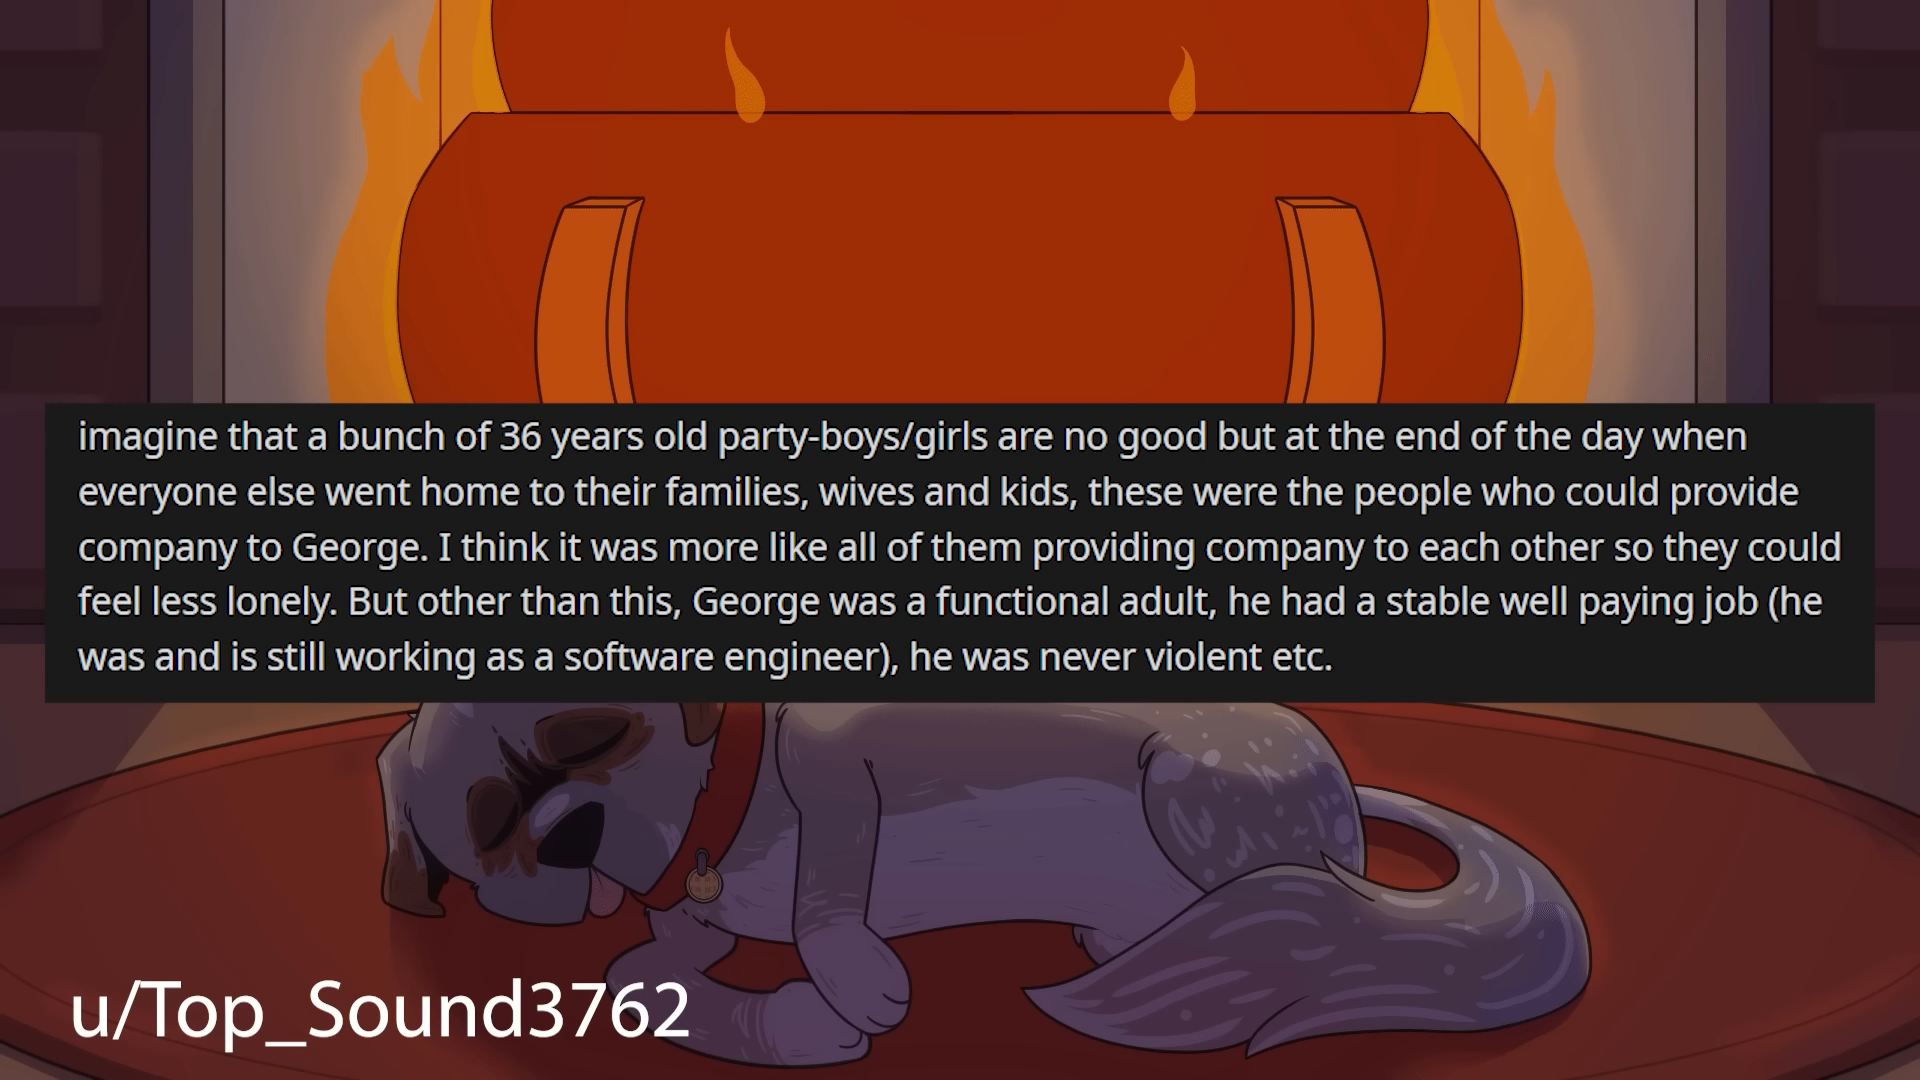 imagine that a bunch of 36 years old party-boys/girls are no good but at the end of the day when
everyone else went home to their families, wives and kids, these were the people who could provide
company to George. I think it was more like all of them providing company to each other so they could
feel less lonely. But other than this, George was a functional adult, he had a stable well paying job (he
was and is still working as a software engineer), he was never violent etc.
u/Top_Sound3762